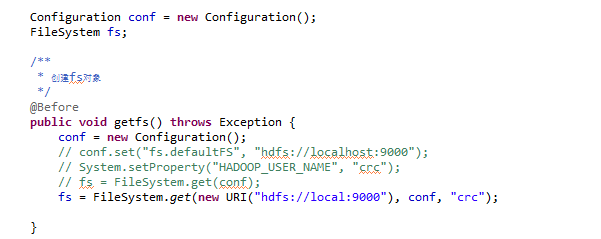 Configuration conf = new Configuration();
FileSystem fs;
/**
* 创建fs对象
*/
@Before
public void getfs() throws Exception {
conf = new Configuration();
// conf.set("fs.defaultFS", "hdfs://localhost:9000");
// System.setProperty("HADOOP_USER_NAME", "crc");
// fs = FileSystem.get(conf);
fs = FileSystem.get(new URI("hdfs://local:9000"), conf, "crc");
}